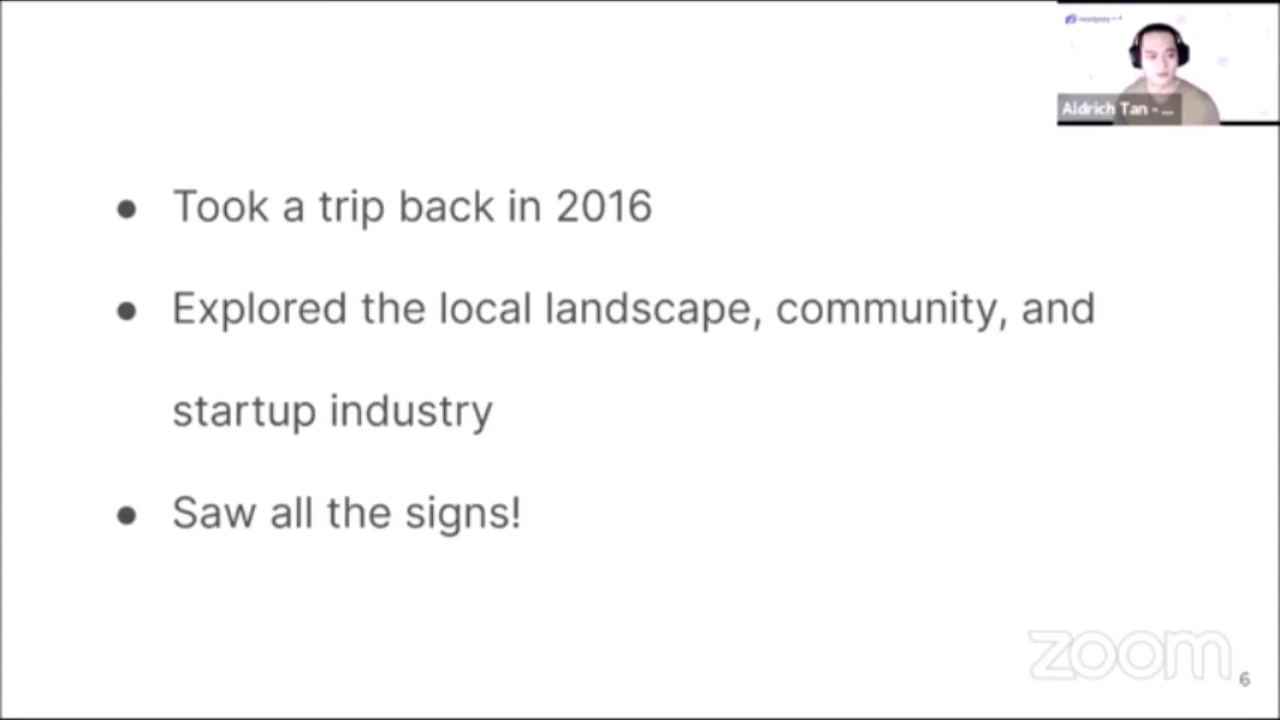 Aldrich Tan - ...
● Took a trip back in 2016
● Explored the local landscape, community, and
startup industry
● Saw all the signs!
zoom
6